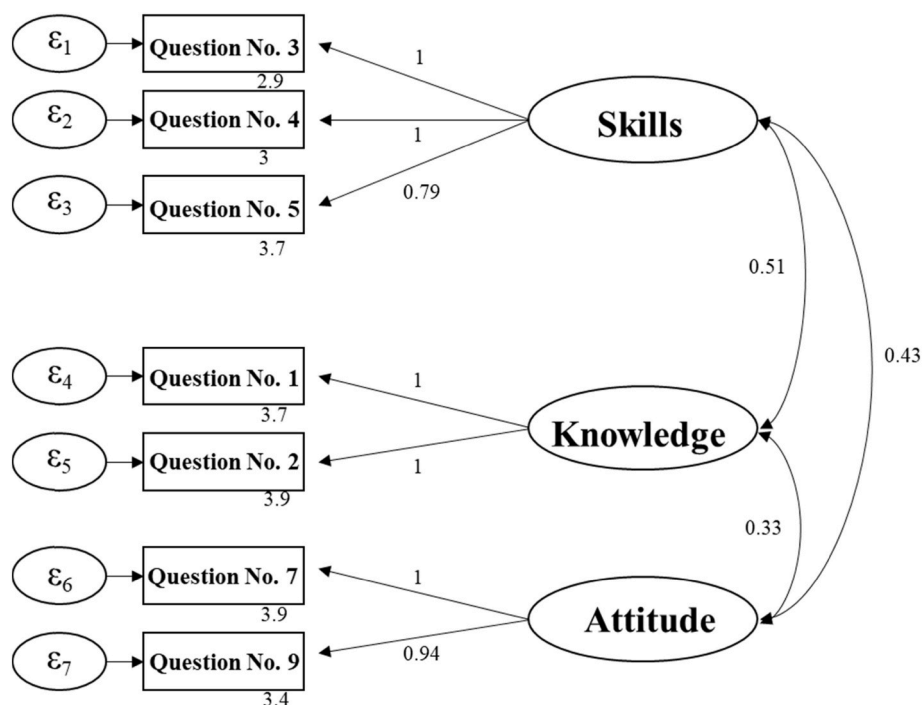 ε1
Question No. 3
2.9
1
ε2
Question No. 4
3
1
Skills
ε3
Question No. 5
3.7
0.79
0.51
0.43
ε4
Question No. 1
3.7
1
ε5
Question No. 2
3.9
1
Knowledge
0.33
ε6
Question No. 7
3.9
1
ε7
Question No. 9
3.4
0.94
Attitude